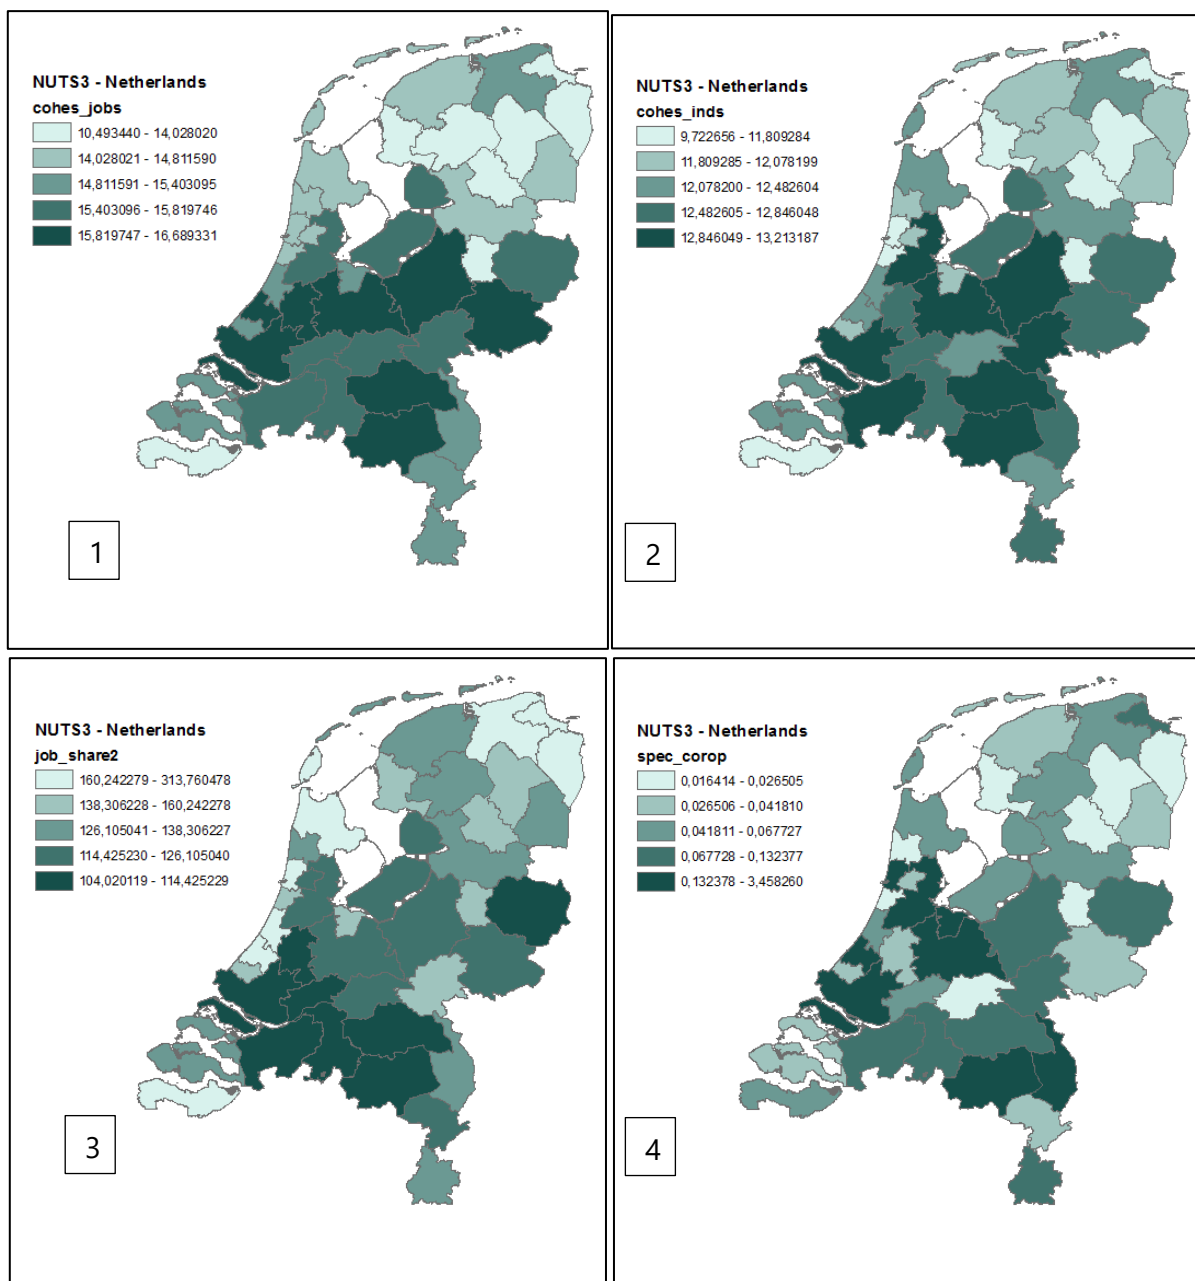 NUTS3 - Netherlands
cohes_jobs
10,493440 - 14,028020
14,028021 - 14,811590
14,811591 - 15,403095
15,403096 - 15,819746
15,819747 - 16,689331
1
NUTS3 - Netherlands
cohes_inds
9,722656 - 11,809284
11,809285 - 12,078199
12,078200 - 12,482604
12,482605 - 12,846048
12,846049 - 13,213187
2
NUTS3 - Netherlands
job_share2
160,242279 - 313,760478
138,306228 - 160,242278
126,105041 - 138,306227
114,425230 - 126,105040
104,020119 - 114,425229
3
NUTS3 - Netherlands
spec_corop
0,016414 - 0,026505
0,026506 - 0,041810
0,041811 - 0,067727
0,067728 - 0,132377
0,132378 - 3,458260
4